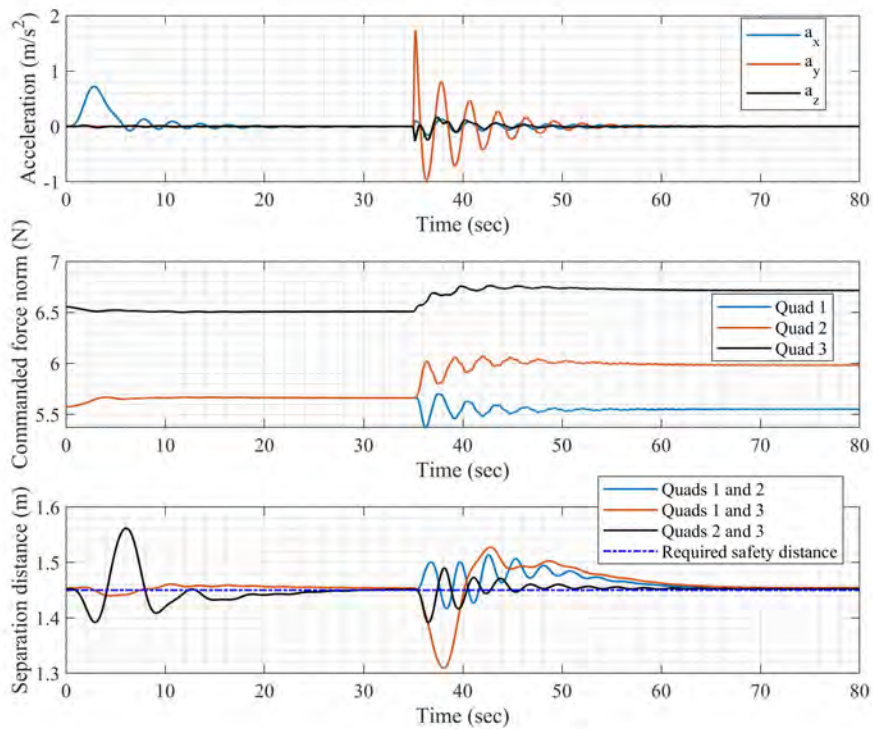 Acceleration (m/s²)
2
1
0
-1
a_x
a_y
a_z
0 10 20 30 40 50 60 70 80
Time (sec)
Commanded force norm (N)
7
6.5
6
5.5
Quad 1
Quad 2
Quad 3
0 10 20 30 40 50 60 70 80
Time (sec)
Separation distance (m)
1.6
1.5
1.4
1.3
Quads 1 and 2
Quads 1 and 3
Quads 2 and 3
Required safety distance
0 10 20 30 40 50 60 70 80
Time (sec)